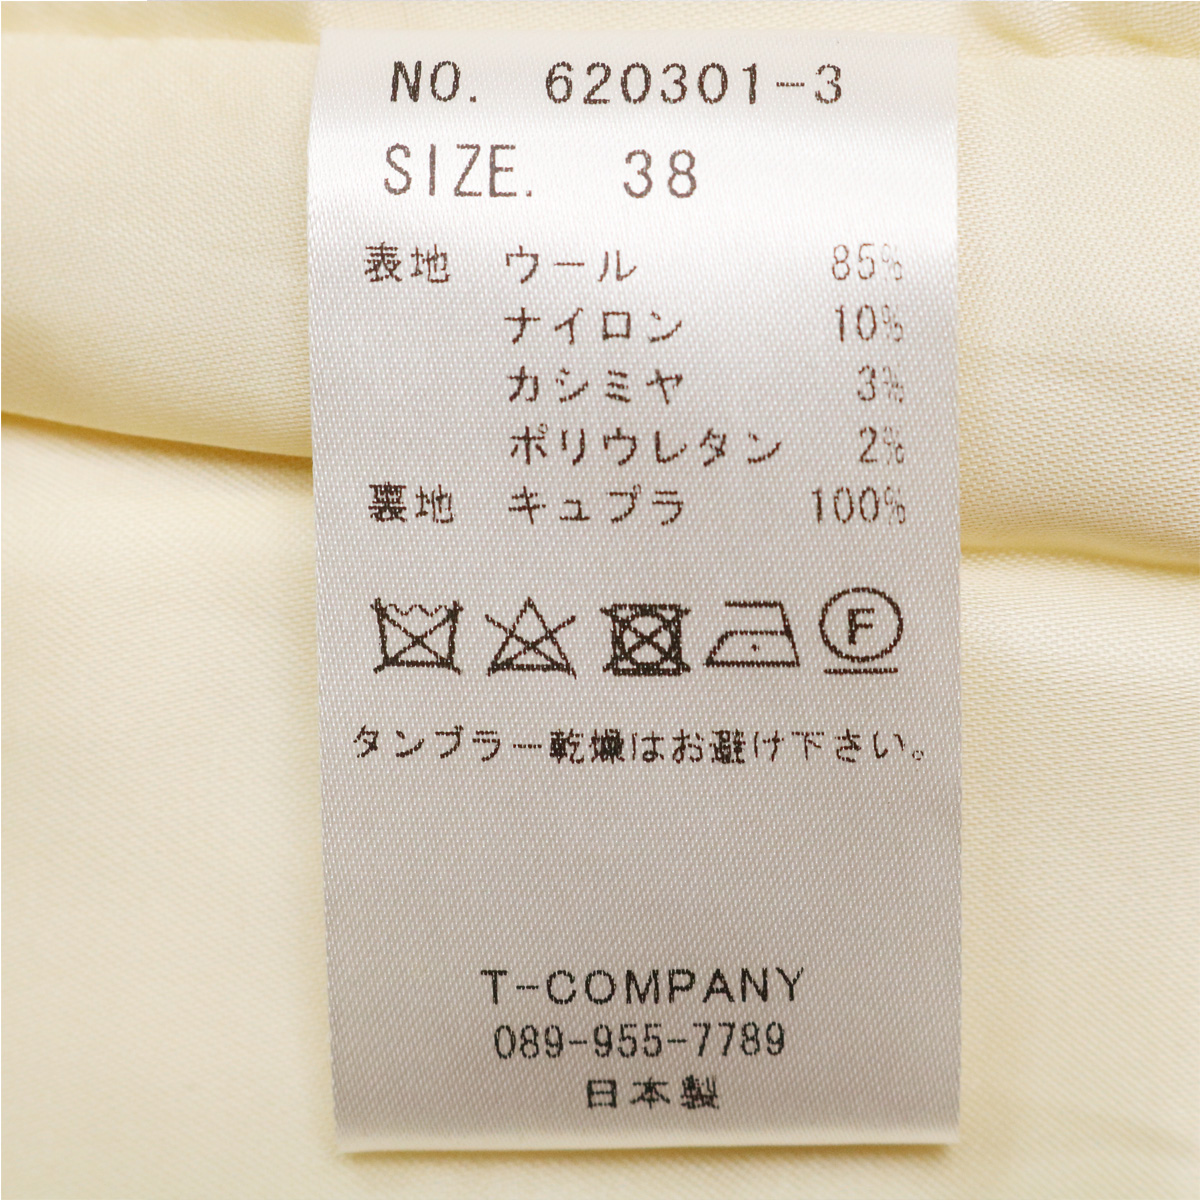 NO. 620301-3
SIZE. 38
表地 ウール 85%
ナイロン 10%
カシミヤ 3%
ポリウレタン 2%
裏地 キュプラ 100%
F
タンブラー乾燥はお避け下さい。
T-COMPANY
089-955-7789
日本製